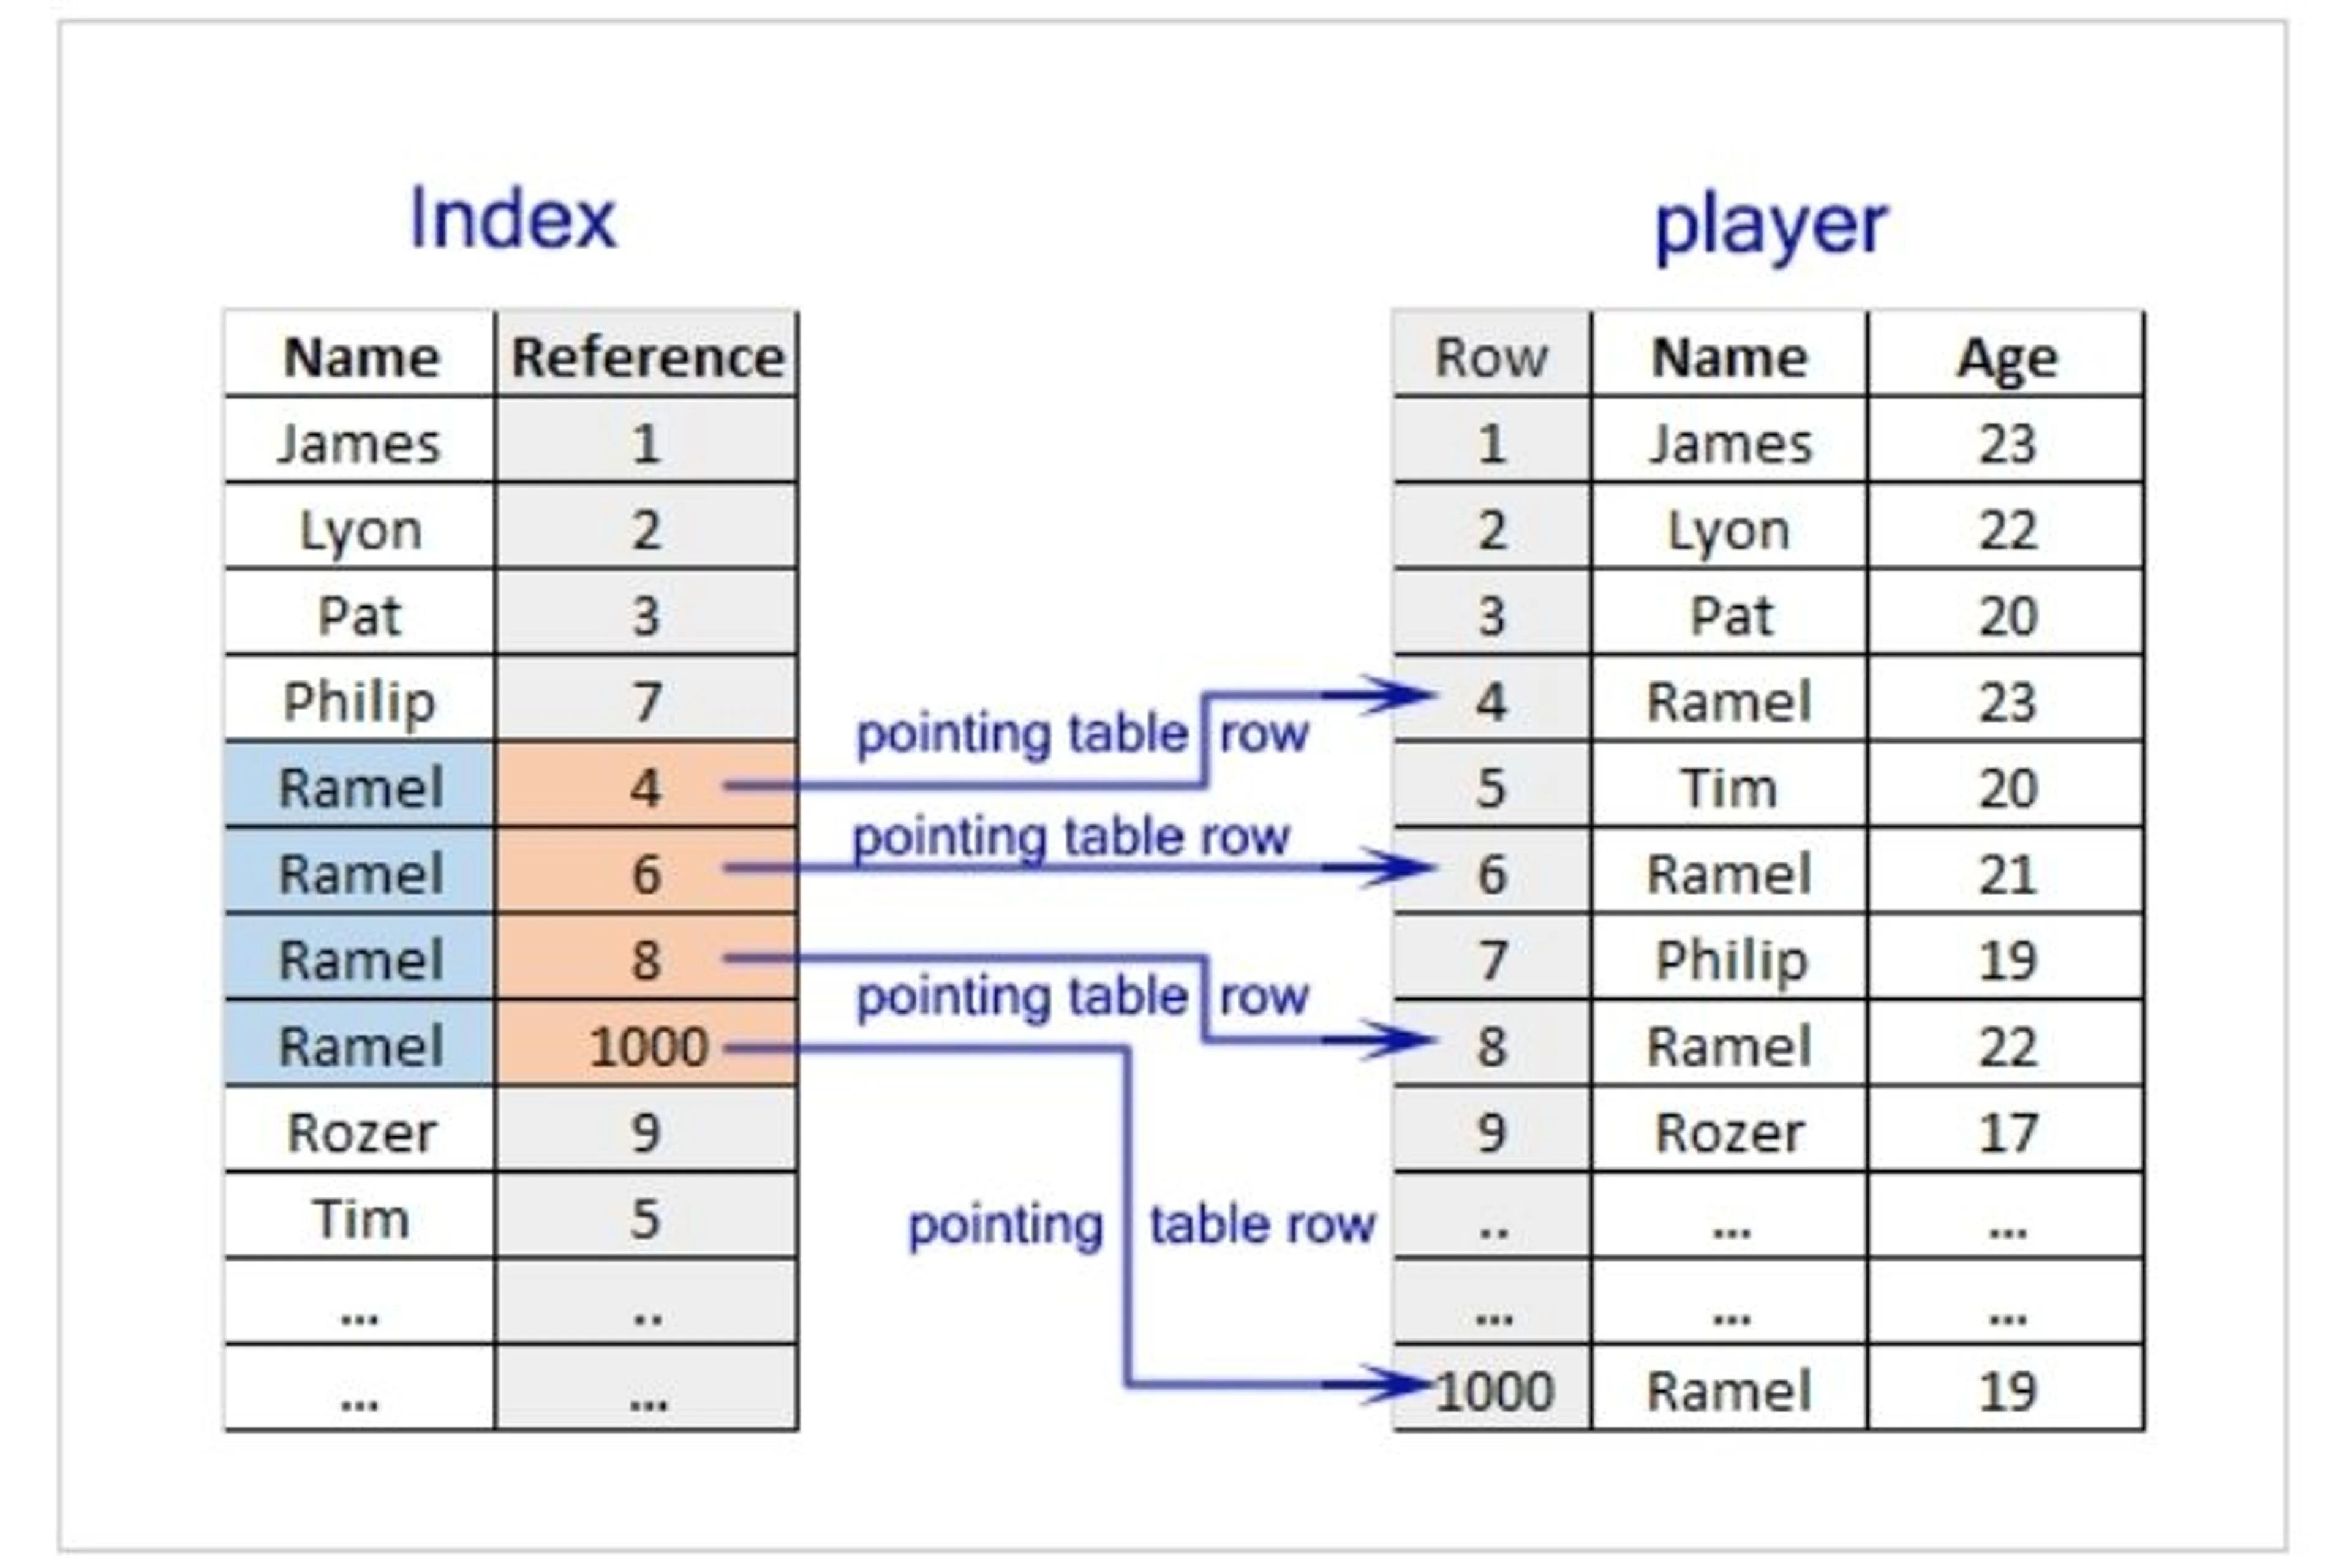 Index
player
Name Reference
James 1
Lyon 2
Pat 3
Philip 7
Ramel 4
Ramel 6
Ramel 8
Ramel 1000
Rozer 9
Tim 5
... ..
... ...
pointing table row
pointing table row
pointing table row
pointing table row
Row Name Age
1 James 23
2 Lyon 22
3 Pat 20
4 Ramel 23
5 Tim 20
6 Ramel 21
7 Philip 19
8 Ramel 22
9 Rozer 17
.. ... ...
... ... ...
1000 Ramel 19